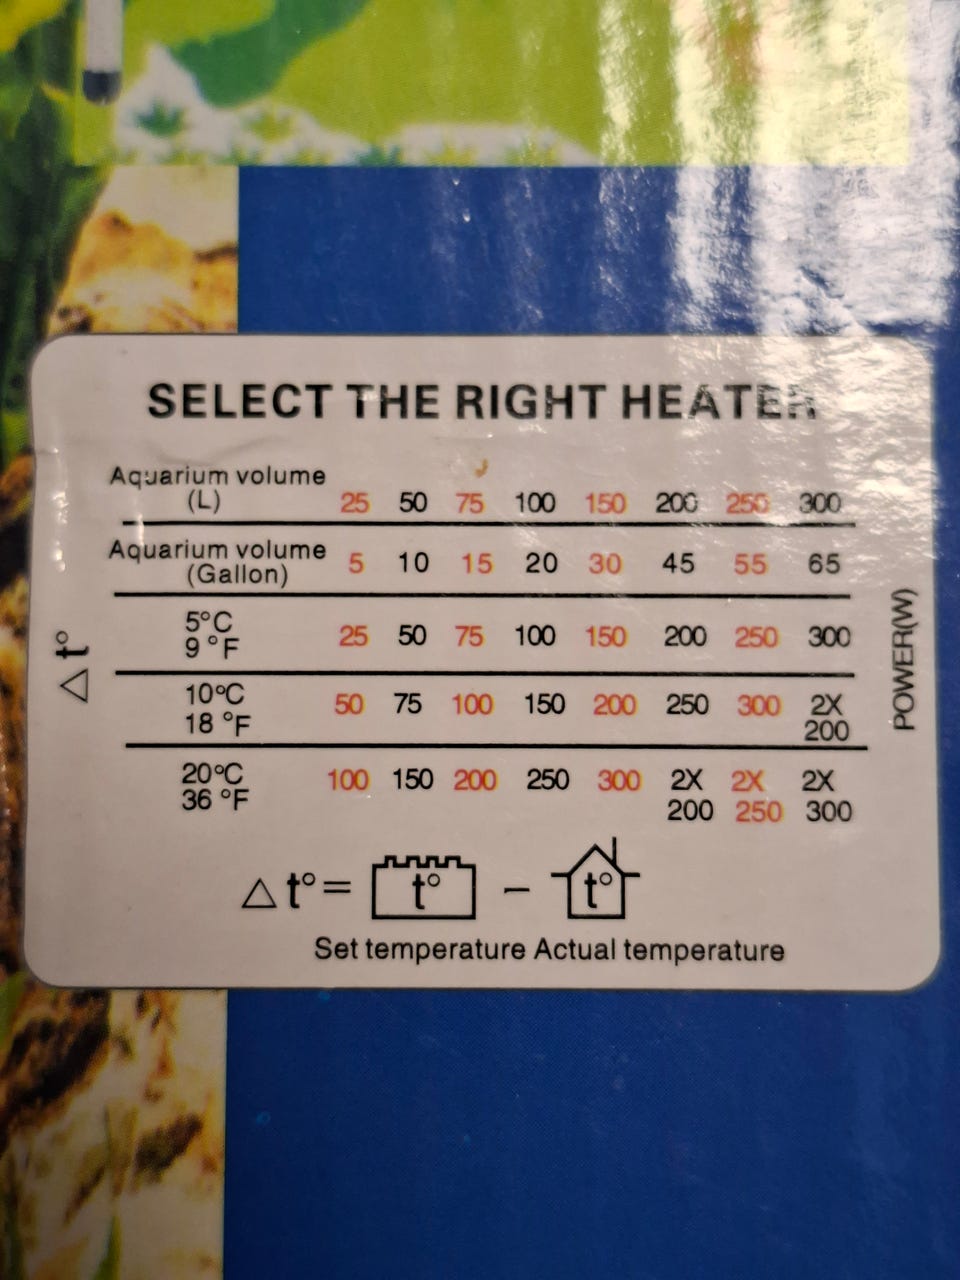 SELECT THE RIGHT HEATER
Aquarium volume
(L) 25 50 75 100 150 200 250 300
Aquarium volume
(Gallon) 5 10 15 20 30 45 55 65
5°C
9°F 25 50 75 100 150 200 250 300
10°C
18 °F 50 75 100 150 200 250 300 2X
200
20°C
36 °F 100 150 200 250 300 2X 2X 2X
200 250 300
△ t°
POWER(W)
△ t° = t° – t°
Set temperature Actual temperature